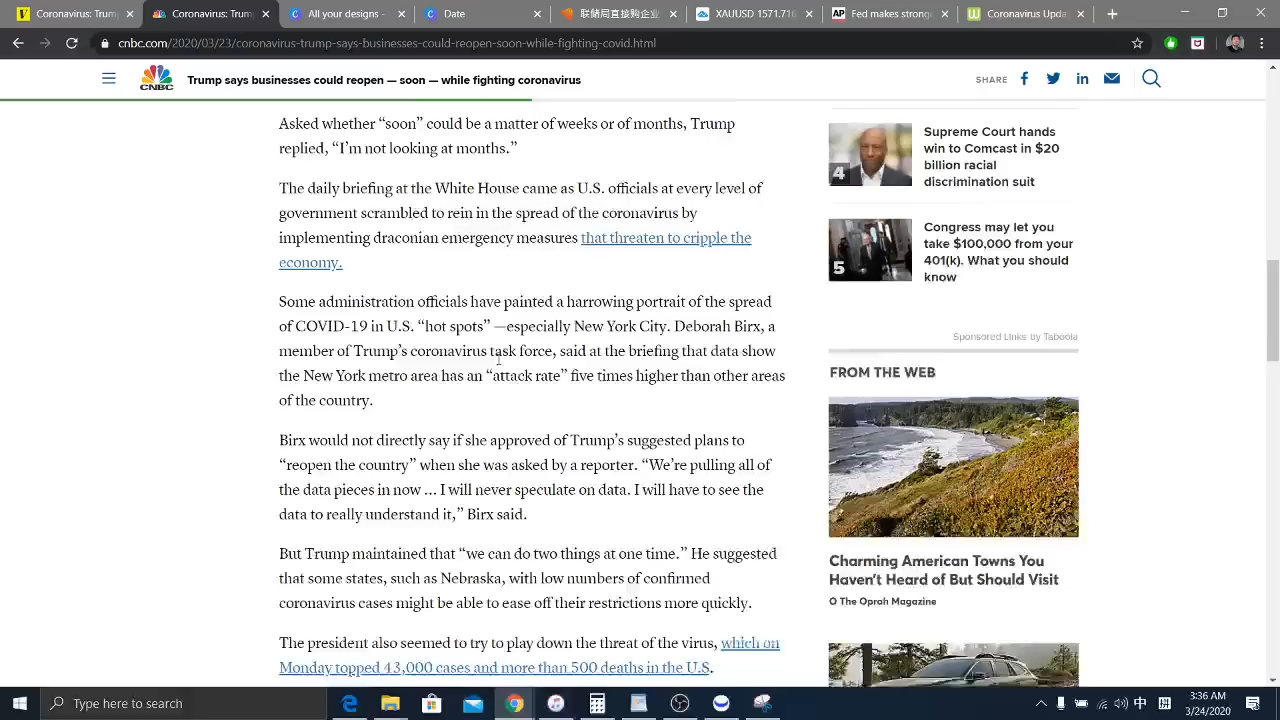 Coronavirus: Trump
Coronavirus: Trump says
All your designs -
Date
联储局直接购企业
XAUUSD 1571.716
Fed makes strongest
Coronavirus Update
cnbc.com/2020/03/23/coronavirus-trump-says-businesses-could-reopen-soon-while-fighting-covid.html
CNBC
Trump says businesses could reopen — soon — while fighting coronavirus
SHARE
Asked whether “soon” could be a matter of weeks or of months, Trump
replied, “I’m not looking at months.”
The daily briefing at the White House came as U.S. officials at every level of
government scrambled to rein in the spread of the coronavirus by
implementing draconian emergency measures that threaten to cripple the
economy.
Some administration officials have painted a harrowing portrait of the spread
of COVID-19 in U.S. “hot spots” —especially New York City. Deborah Birx, a
member of Trump’s coronavirus task force, said at the briefing that data show
the New York metro area has an “attack rate” five times higher than other areas
of the country.
Birx would not directly say if she approved of Trump’s suggested plans to
“reopen the country” when she was asked by a reporter. “We’re pulling all of
the data pieces in now ... I will never speculate on data. I will have to see the
data to really understand it,” Birx said.
But Trump maintained that “we can do two things at one time.” He suggested
that some states, such as Nebraska, with low numbers of confirmed
coronavirus cases might be able to ease off their restrictions more quickly.
The president also seemed to try to play down the threat of the virus, which on
Monday topped 43,000 cases and more than 500 deaths in the U.S.
4
Supreme Court hands
win to Comcast in $20
billion racial
discrimination suit
5
Congress may let you
take $100,000 from your
401(k). What you should
know
Sponsored Links by Taboola
FROM THE WEB
Charming American Towns You
Haven’t Heard of But Should Visit
O The Oprah Magazine
Type here to search
中
拼
3:36 AM
3/24/2020